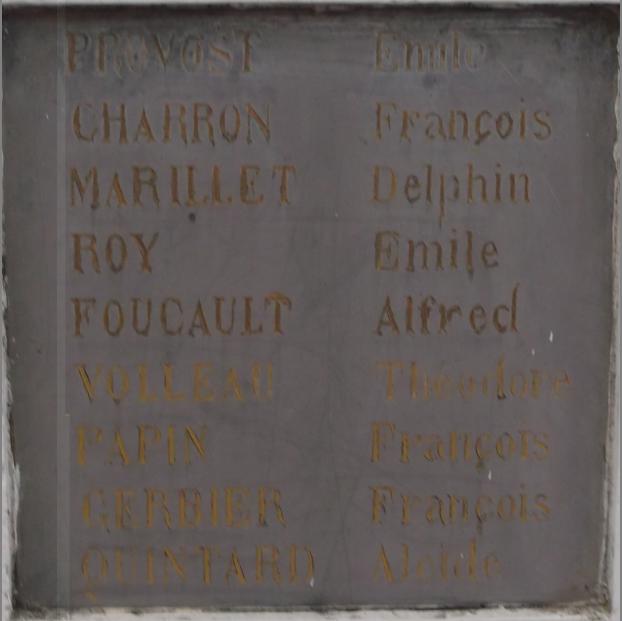 PROVOST Emile
CHARRON François
MARILLET Delphin
ROY Emile
FOUCAULT Alfred
VOLLEAU Théodore
PAPIN François
GERBIER François
QUINTARD Alcide